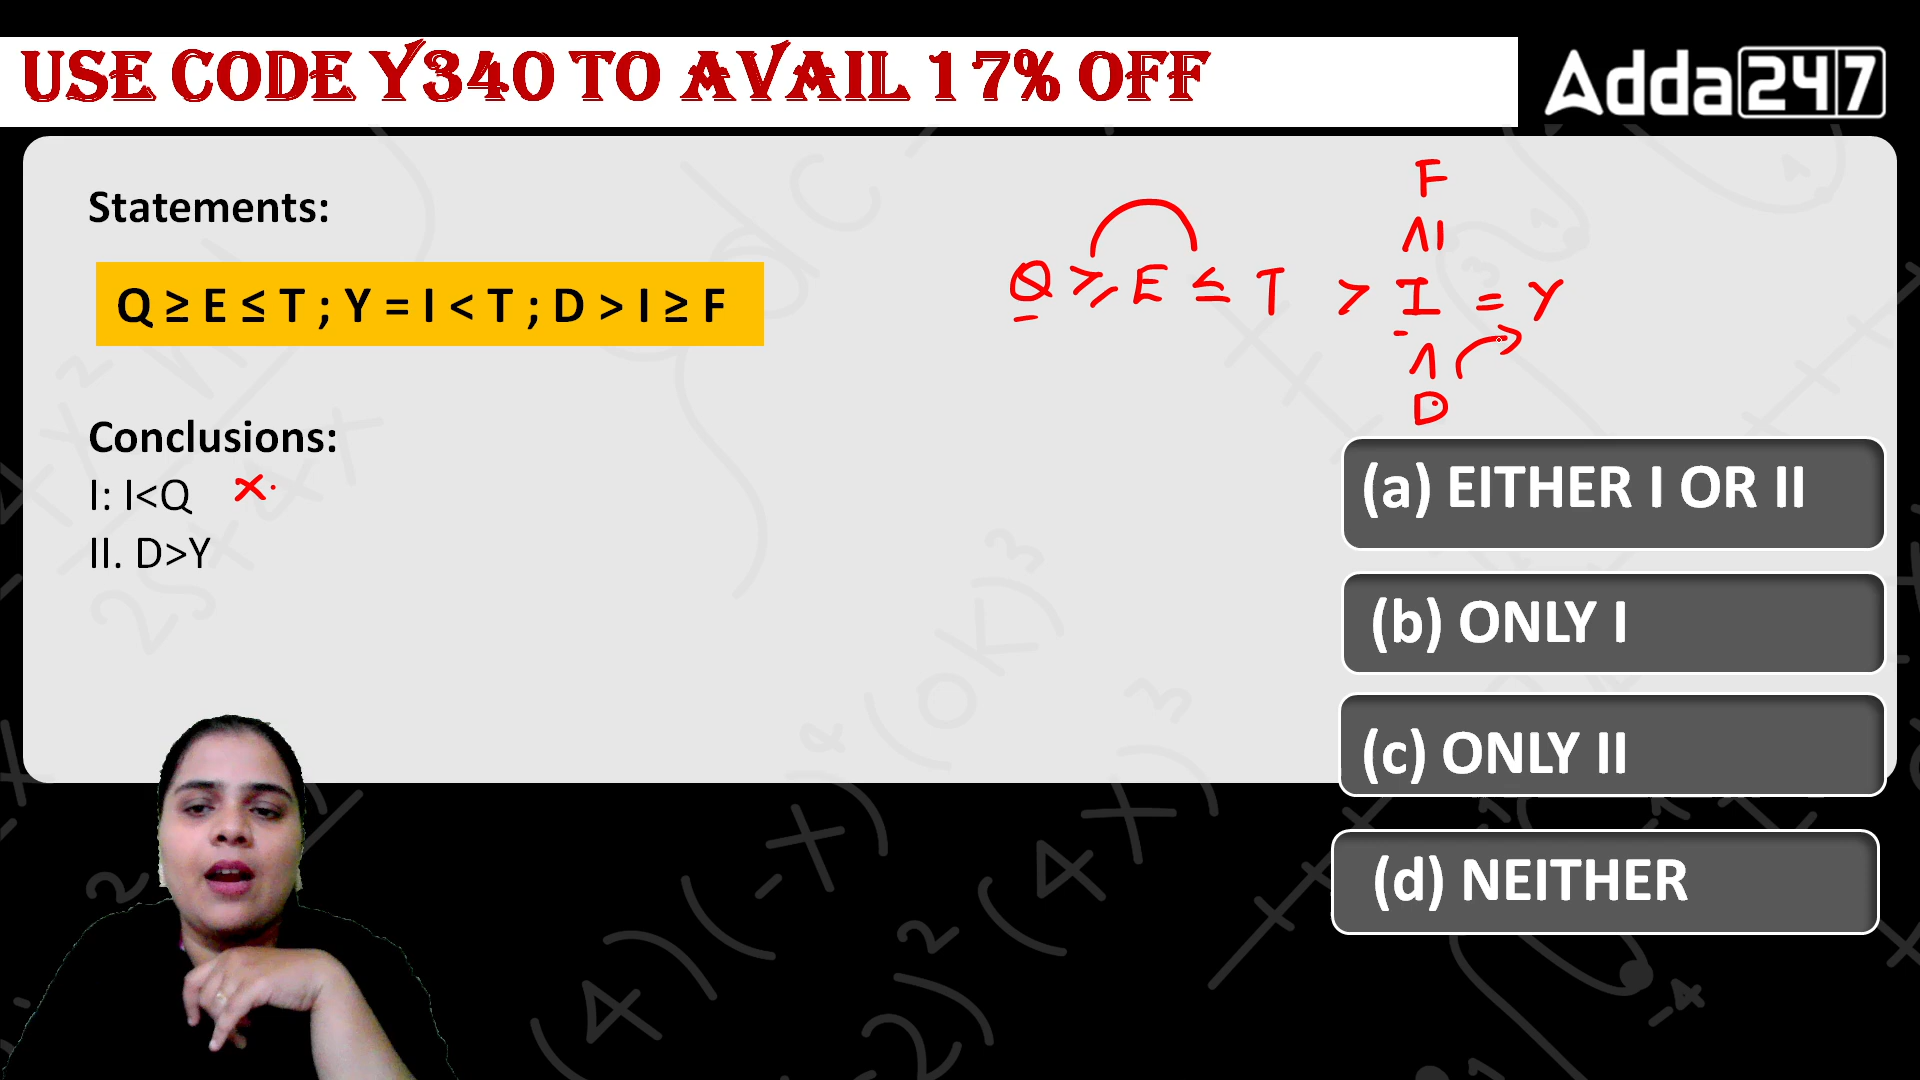 USE CODE Y340 TO AVAIL 17% OFF
Adda247
Statements:
Q ≥ E ≤ T ; Y = I < T ; D > I ≥ F
F
Λ|
Q ≥ E ≤ T > I = Y
Λ
D
Conclusions:
I: I<Q ×
II. D>Y
(a) EITHER I OR II
(b) ONLY I
(c) ONLY II
(d) NEITHER